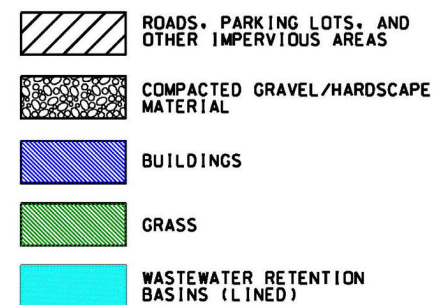 ROADS, PARKING LOTS, AND
OTHER IMPERVIOUS AREAS
COMPACTED GRAVEL/HARDSCAPE
MATERIAL
BUILDINGS
GRASS
WASTEWATER RETENTION
BASINS (LINED)